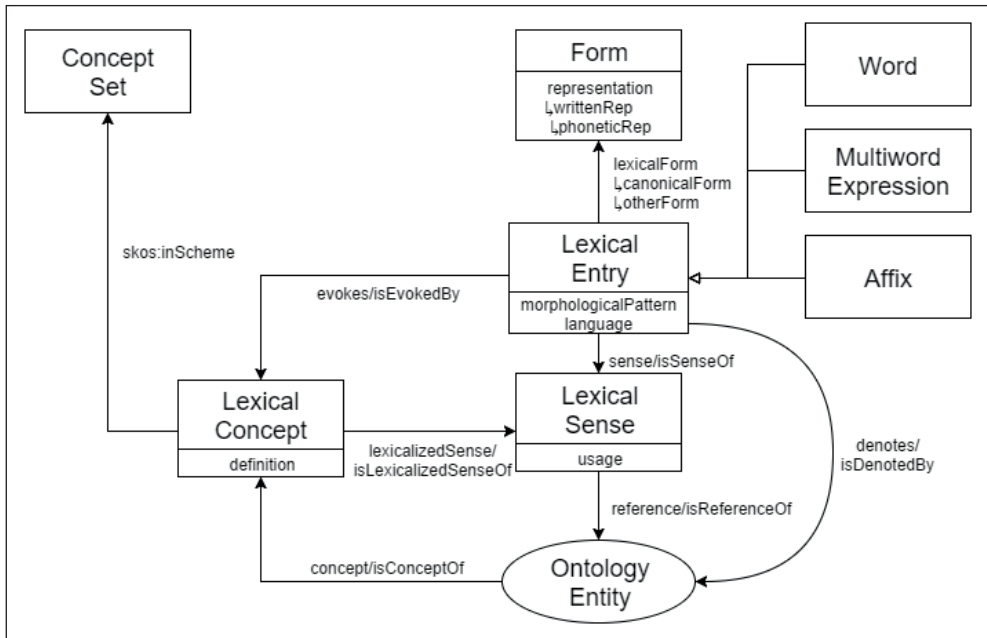 Concept
Set
Form
representation
↳writtenRep
↳phoneticRep
Word
lexicalForm
↳canonicalForm
↳otherForm
Multiword
Expression
skos:inScheme
Lexical
Entry
morphologicalPattern
language
Affix
evokes/isEvokedBy
sense/isSenseOf
Lexical
Concept
definition
lexicalizedSense/
isLexicalizedSenseOf
Lexical
Sense
usage
denotes/
isDenotedBy
reference/isReferenceOf
concept/isConceptOf
Ontology
Entity